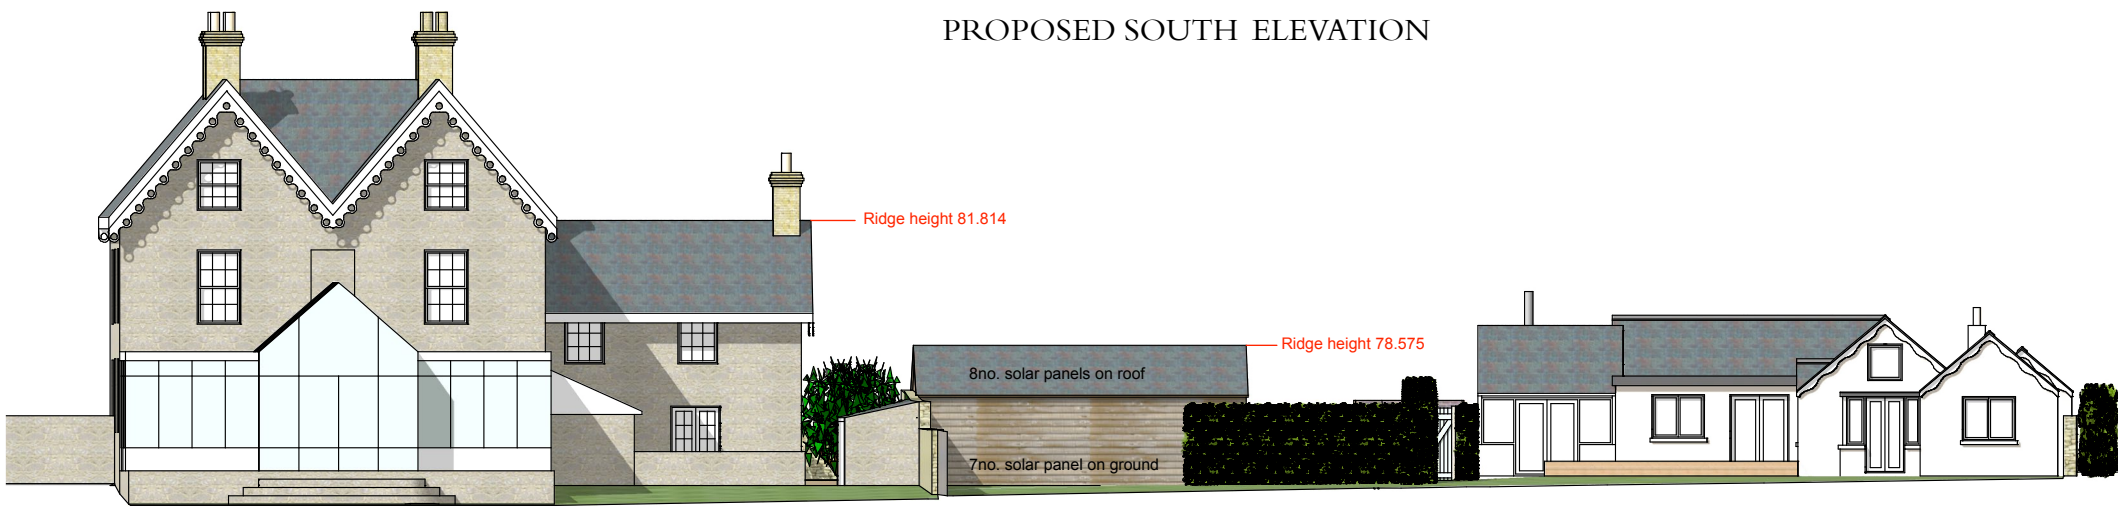 PROPOSED SOUTH ELEVATION
Ridge height 81.814
Ridge height 78.575
8no. solar panels on roof
7no. solar panel on ground